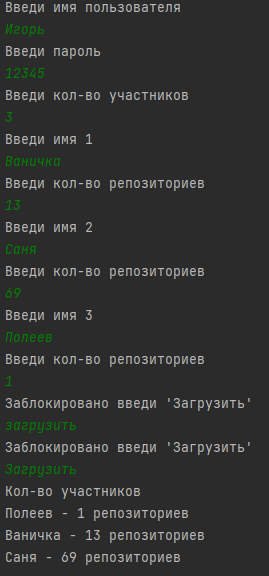 Введи имя пользователя
Игорь
Введи пароль
12345
Введи кол-во участников
3
Введи имя 1
Ваничка
Введи кол-во репозиториев
13
Введи имя 2
Саня
Введи кол-во репозиториев
69
Введи имя 3
Полеев
Введи кол-во репозиториев
1
Заблокировано введи 'Загрузить'
загрузить
Заблокировано введи 'Загрузить'
Загрузить
Кол-во участников
Полеев - 1 репозиториев
Ваничка - 13 репозиториев
Саня - 69 репозиториев